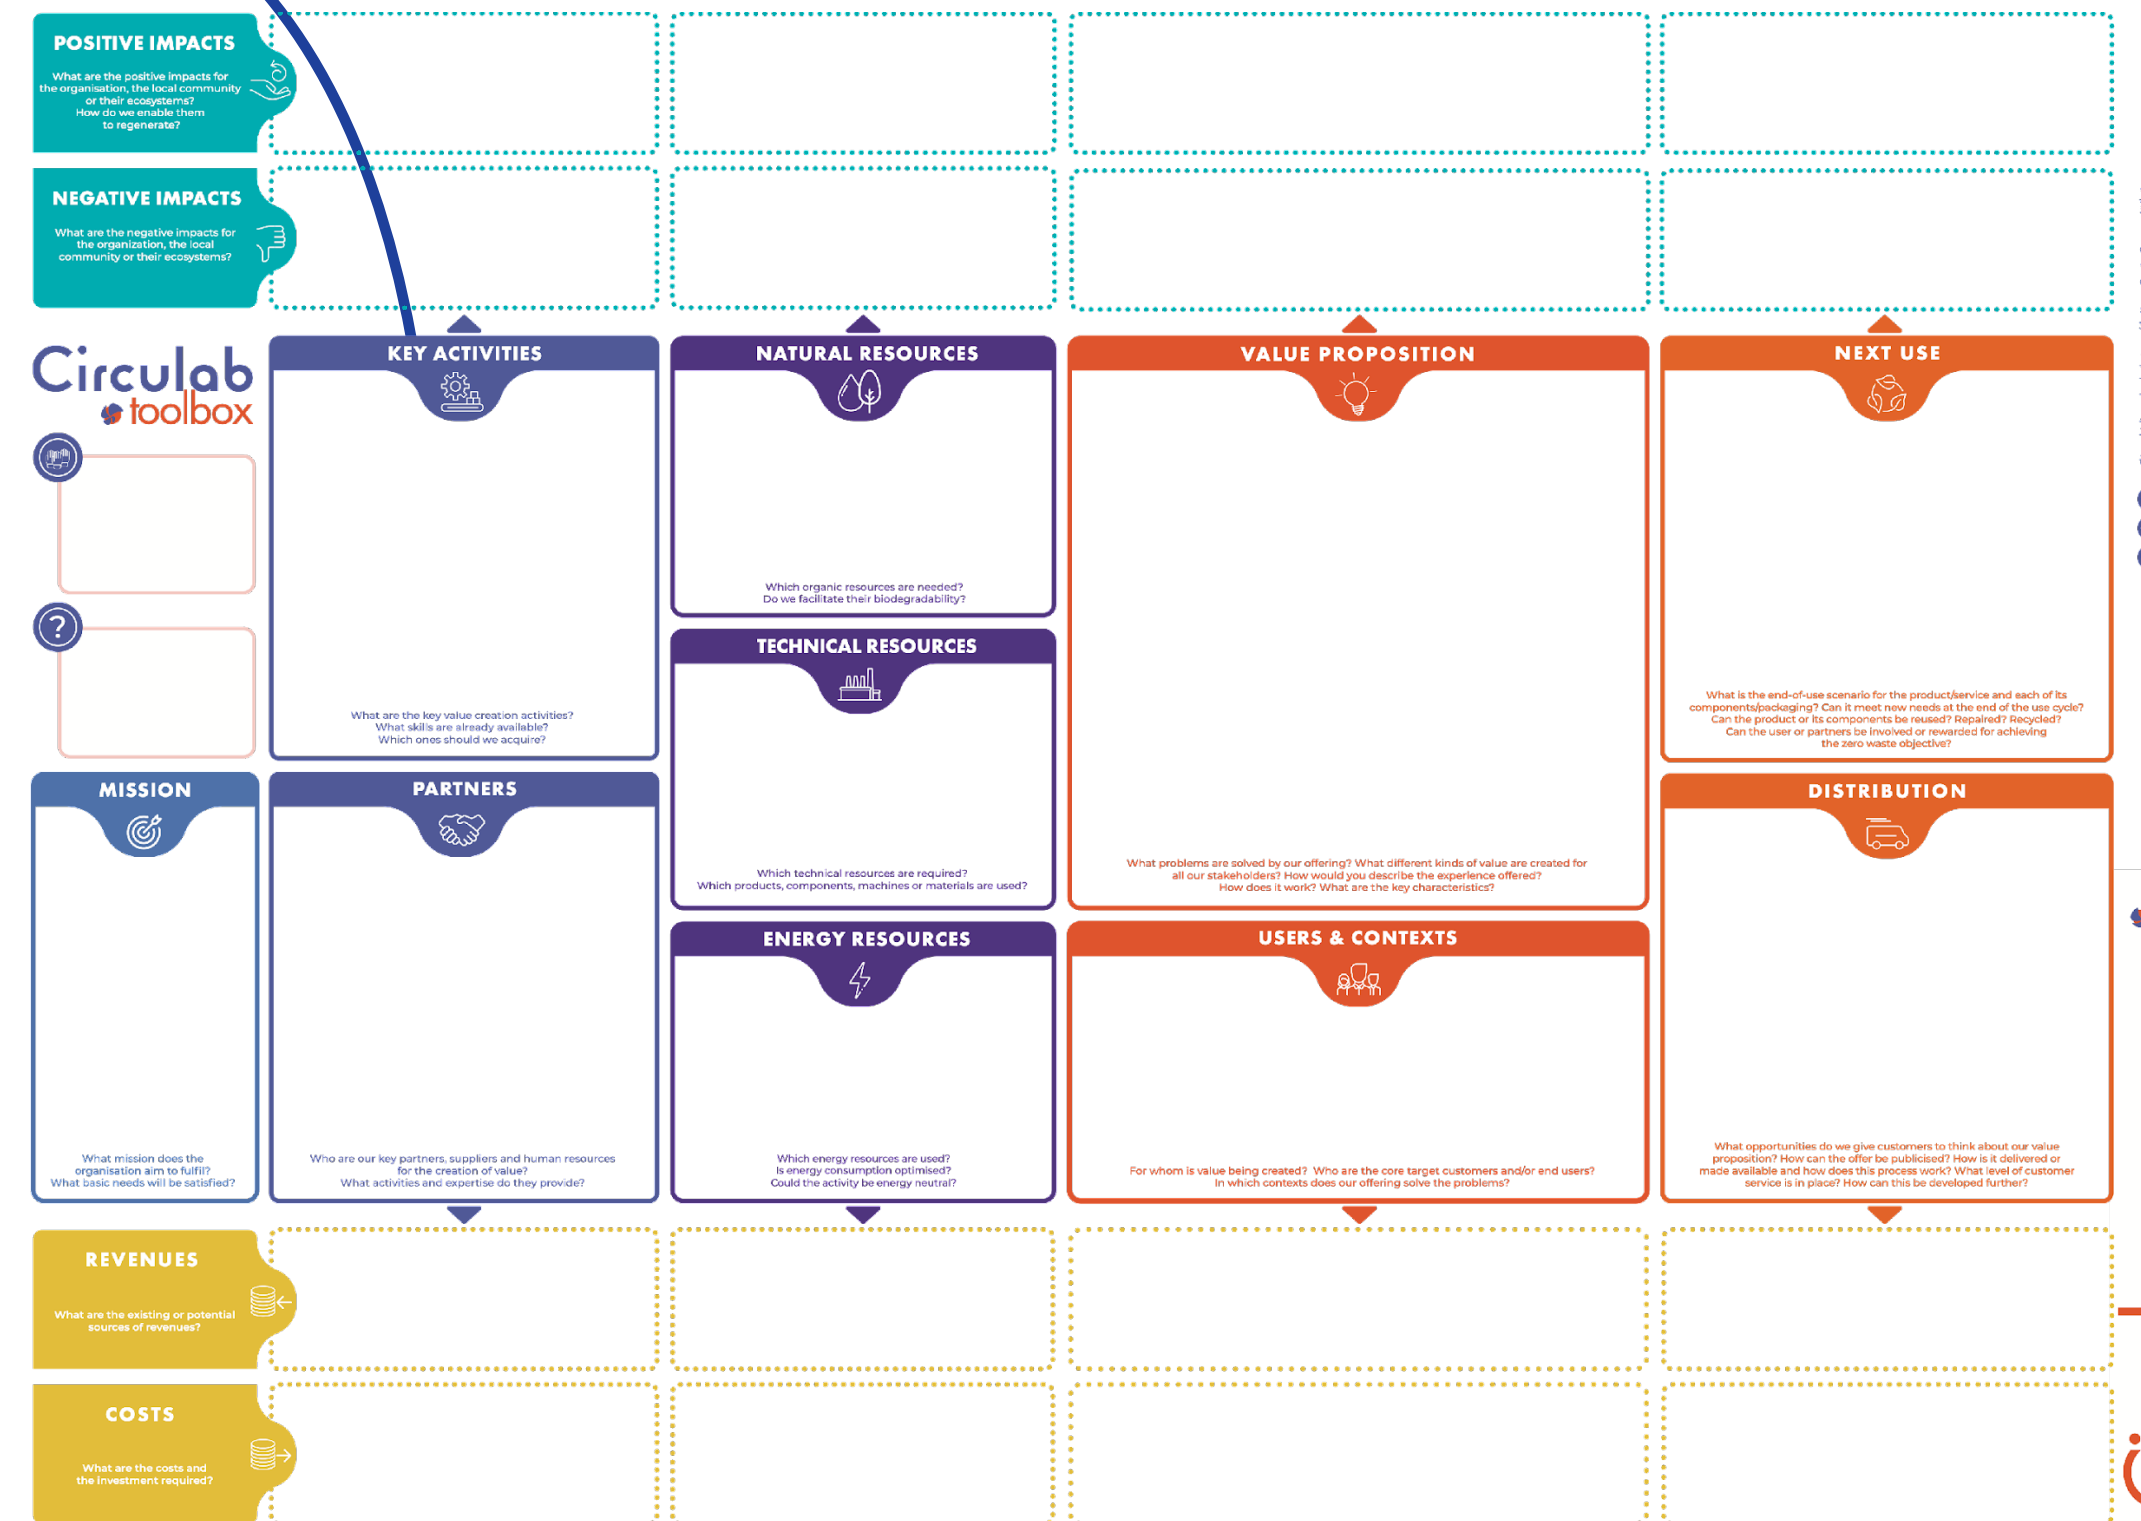 POSITIVE IMPACTS
What are the positive impacts for
the organisation, the local community
or their ecosystems?
How do we enable them
to regenerate?
NEGATIVE IMPACTS
What are the negative impacts for
the organization, the local
community or their ecosystems?
Circulab
toolbox
?
KEY ACTIVITIES
What are the key value creation activities?
What skills are already available?
Which ones should we acquire?
NATURAL RESOURCES
Which organic resources are needed?
Do we facilitate their biodegradability?
TECHNICAL RESOURCES
Which technical resources are required?
Which products, components, machines or materials are used?
ENERGY RESOURCES
Which energy resources are used?
Is energy consumption optimised?
Could the activity be energy neutral?
VALUE PROPOSITION
What problems are solved by our offering? What different kinds of value are created for
all our stakeholders? How would you describe the experience offered?
How does it work? What are the key characteristics?
USERS & CONTEXTS
For whom is value being created? Who are the core target customers and/or end users?
In which contexts does our offering solve the problems?
NEXT USE
What is the end-of-use scenario for the product/service and each of its
components/packaging? Can it meet new needs at the end of the use cycle?
Can the product or its components be reused? Repaired? Recycled?
Can the user or partners be involved or rewarded for achieving
the zero waste objective?
DISTRIBUTION
What opportunities do we give customers to think about our value
proposition? How can the offer be publicised? How is it delivered or
made available and how does this process work? What level of customer
service is in place? How can this be developed further?
MISSION
What mission does the
organisation aim to fulfil?
What basic needs will be satisfied?
PARTNERS
Who are our key partners, suppliers and human resources
for the creation of value?
What activities and expertise do they provide?
REVENUES
What are the existing or potential
sources of revenues?
COSTS
What are the costs and
the investment required?